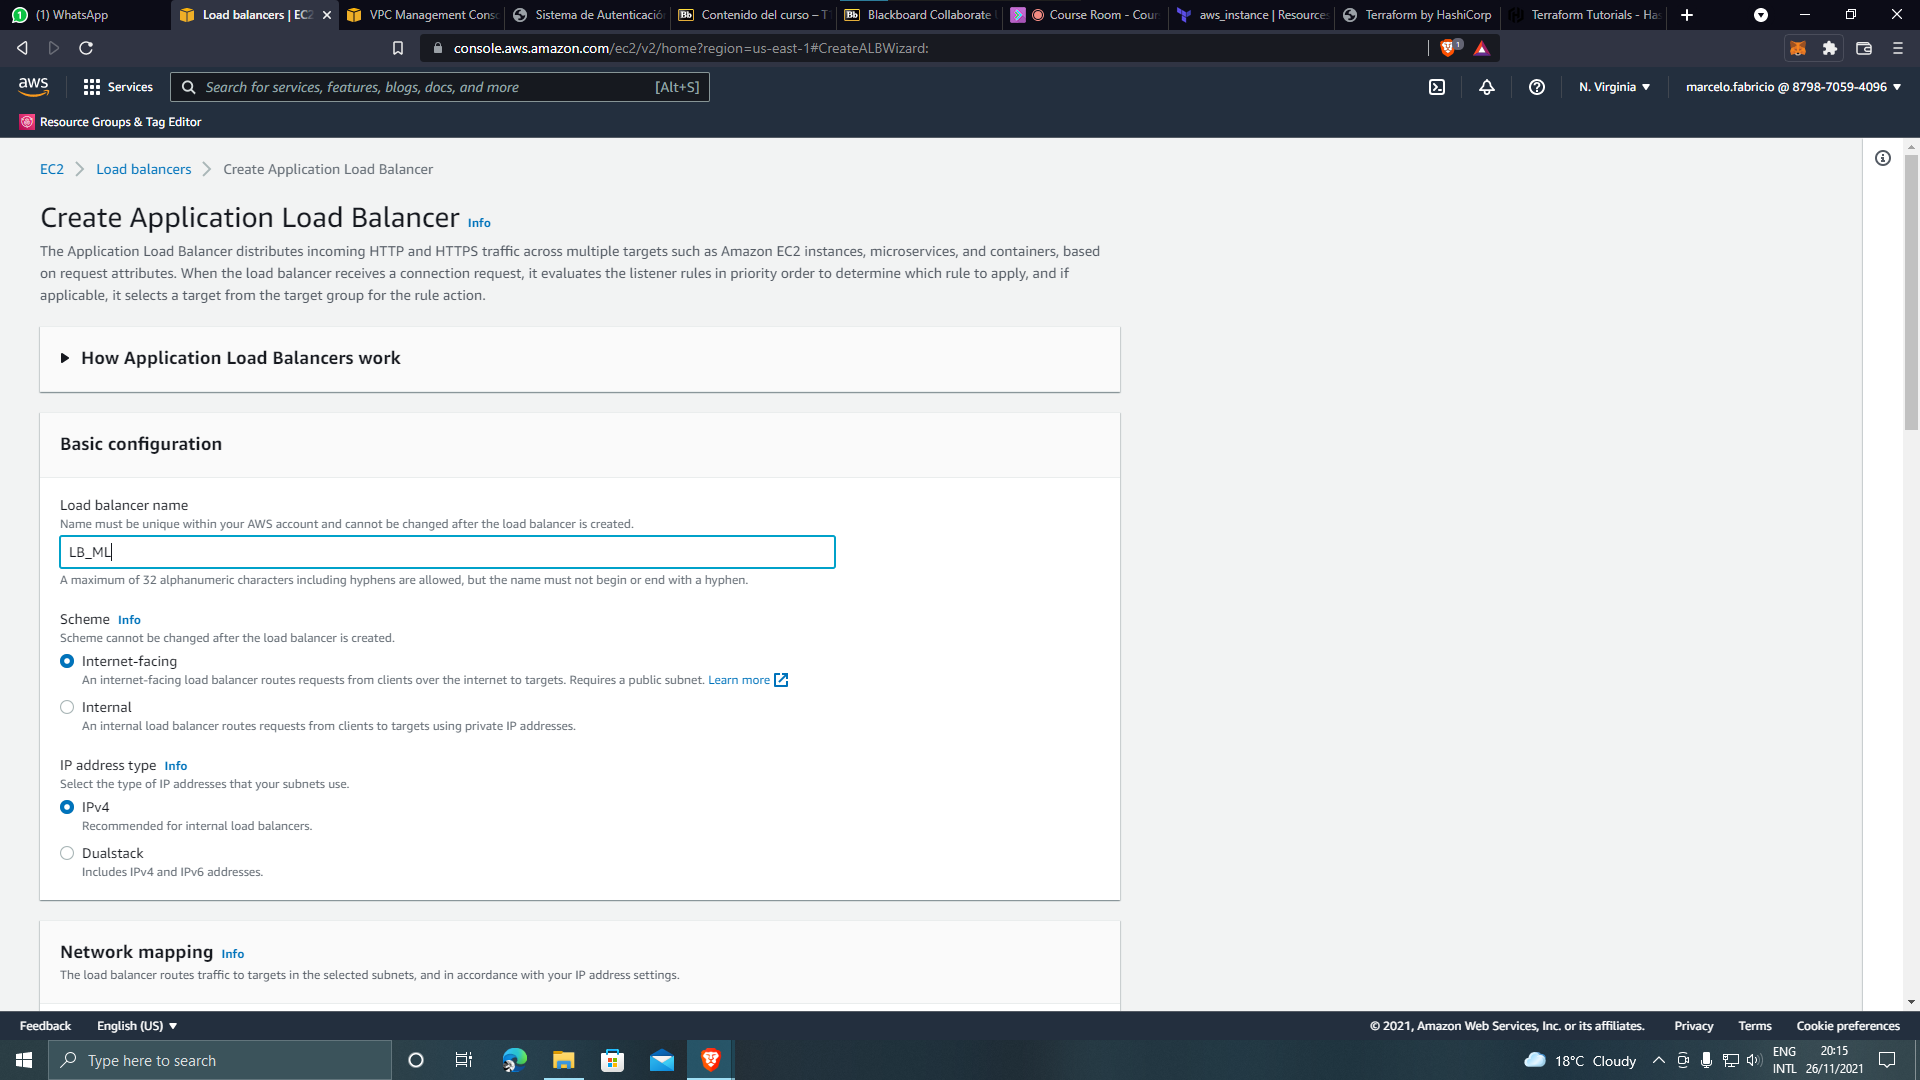 (1) WhatsApp
Load balancers | EC2
VPC Management Conso
Sistema de Autenticación
Contenido del curso – T1
Blackboard Collaborate U
Course Room - Cour
aws_instance | Resources
Terraform by HashiCorp
Terraform Tutorials - Has
console.aws.amazon.com/ec2/v2/home?region=us-east-1#CreateALBWizard:
1
aws
Services
Search for services, features, blogs, docs, and more
[Alt+S]
N. Virginia
marcelo.fabricio @ 8798-7059-4096
Resource Groups & Tag Editor
EC2
Load balancers
Create Application Load Balancer
Create Application Load Balancer Info
The Application Load Balancer distributes incoming HTTP and HTTPS traffic across multiple targets such as Amazon EC2 instances, microservices, and containers, based
on request attributes. When the load balancer receives a connection request, it evaluates the listener rules in priority order to determine which rule to apply, and if
applicable, it selects a target from the target group for the rule action.
How Application Load Balancers work
Basic configuration
Load balancer name
Name must be unique within your AWS account and cannot be changed after the load balancer is created.
LB_ML
A maximum of 32 alphanumeric characters including hyphens are allowed, but the name must not begin or end with a hyphen.
Scheme Info
Scheme cannot be changed after the load balancer is created.
Internet-facing
An internet-facing load balancer routes requests from clients over the internet to targets. Requires a public subnet. Learn more
Internal
An internal load balancer routes requests from clients to targets using private IP addresses.
IP address type Info
Select the type of IP addresses that your subnets use.
IPv4
Recommended for internal load balancers.
Dualstack
Includes IPv4 and IPv6 addresses.
Network mapping Info
The load balancer routes traffic to targets in the selected subnets, and in accordance with your IP address settings.
Feedback
English (US)
© 2021, Amazon Web Services, Inc. or its affiliates.
Privacy
Terms
Cookie preferences
Type here to search
18°C Cloudy
ENG
INTL
20:15
26/11/2021